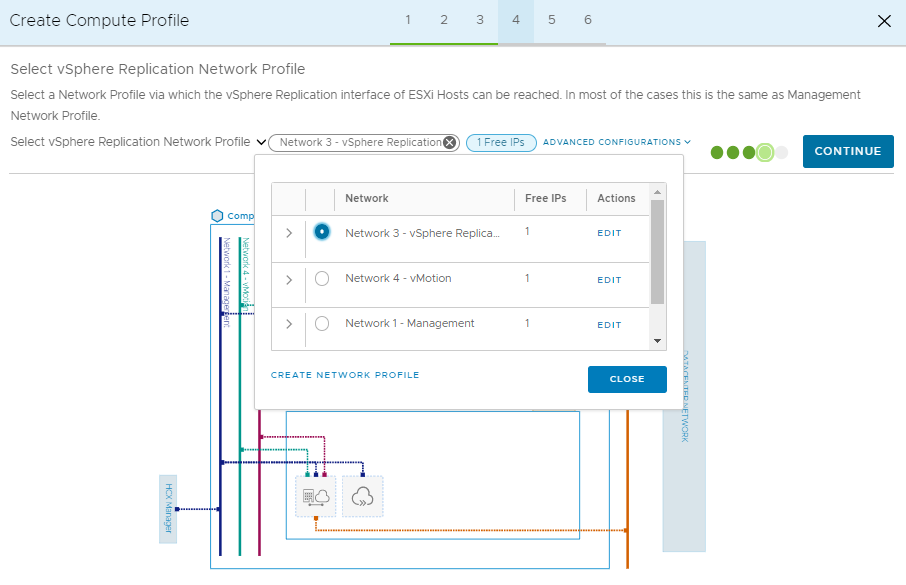 Create Compute Profile
1 2 3 4 5 6
Select vSphere Replication Network Profile
Select a Network Profile via which the vSphere Replication interface of ESXi Hosts can be reached. In most of the cases this is the same as Management
Network Profile.
Select vSphere Replication Network Profile Network 3 - vSphere Replication 1 Free IPs ADVANCED CONFIGURATIONS
CONTINUE
Network Free IPs Actions
Network 3 - vSphere Replica... 1 EDIT
Network 4 - vMotion 1 EDIT
Network 1 - Management 1 EDIT
CREATE NETWORK PROFILE
CLOSE
Comp
Network 1 - Management
Network 4 - vMotion
DATACENTER NETWORK
HCX Manager